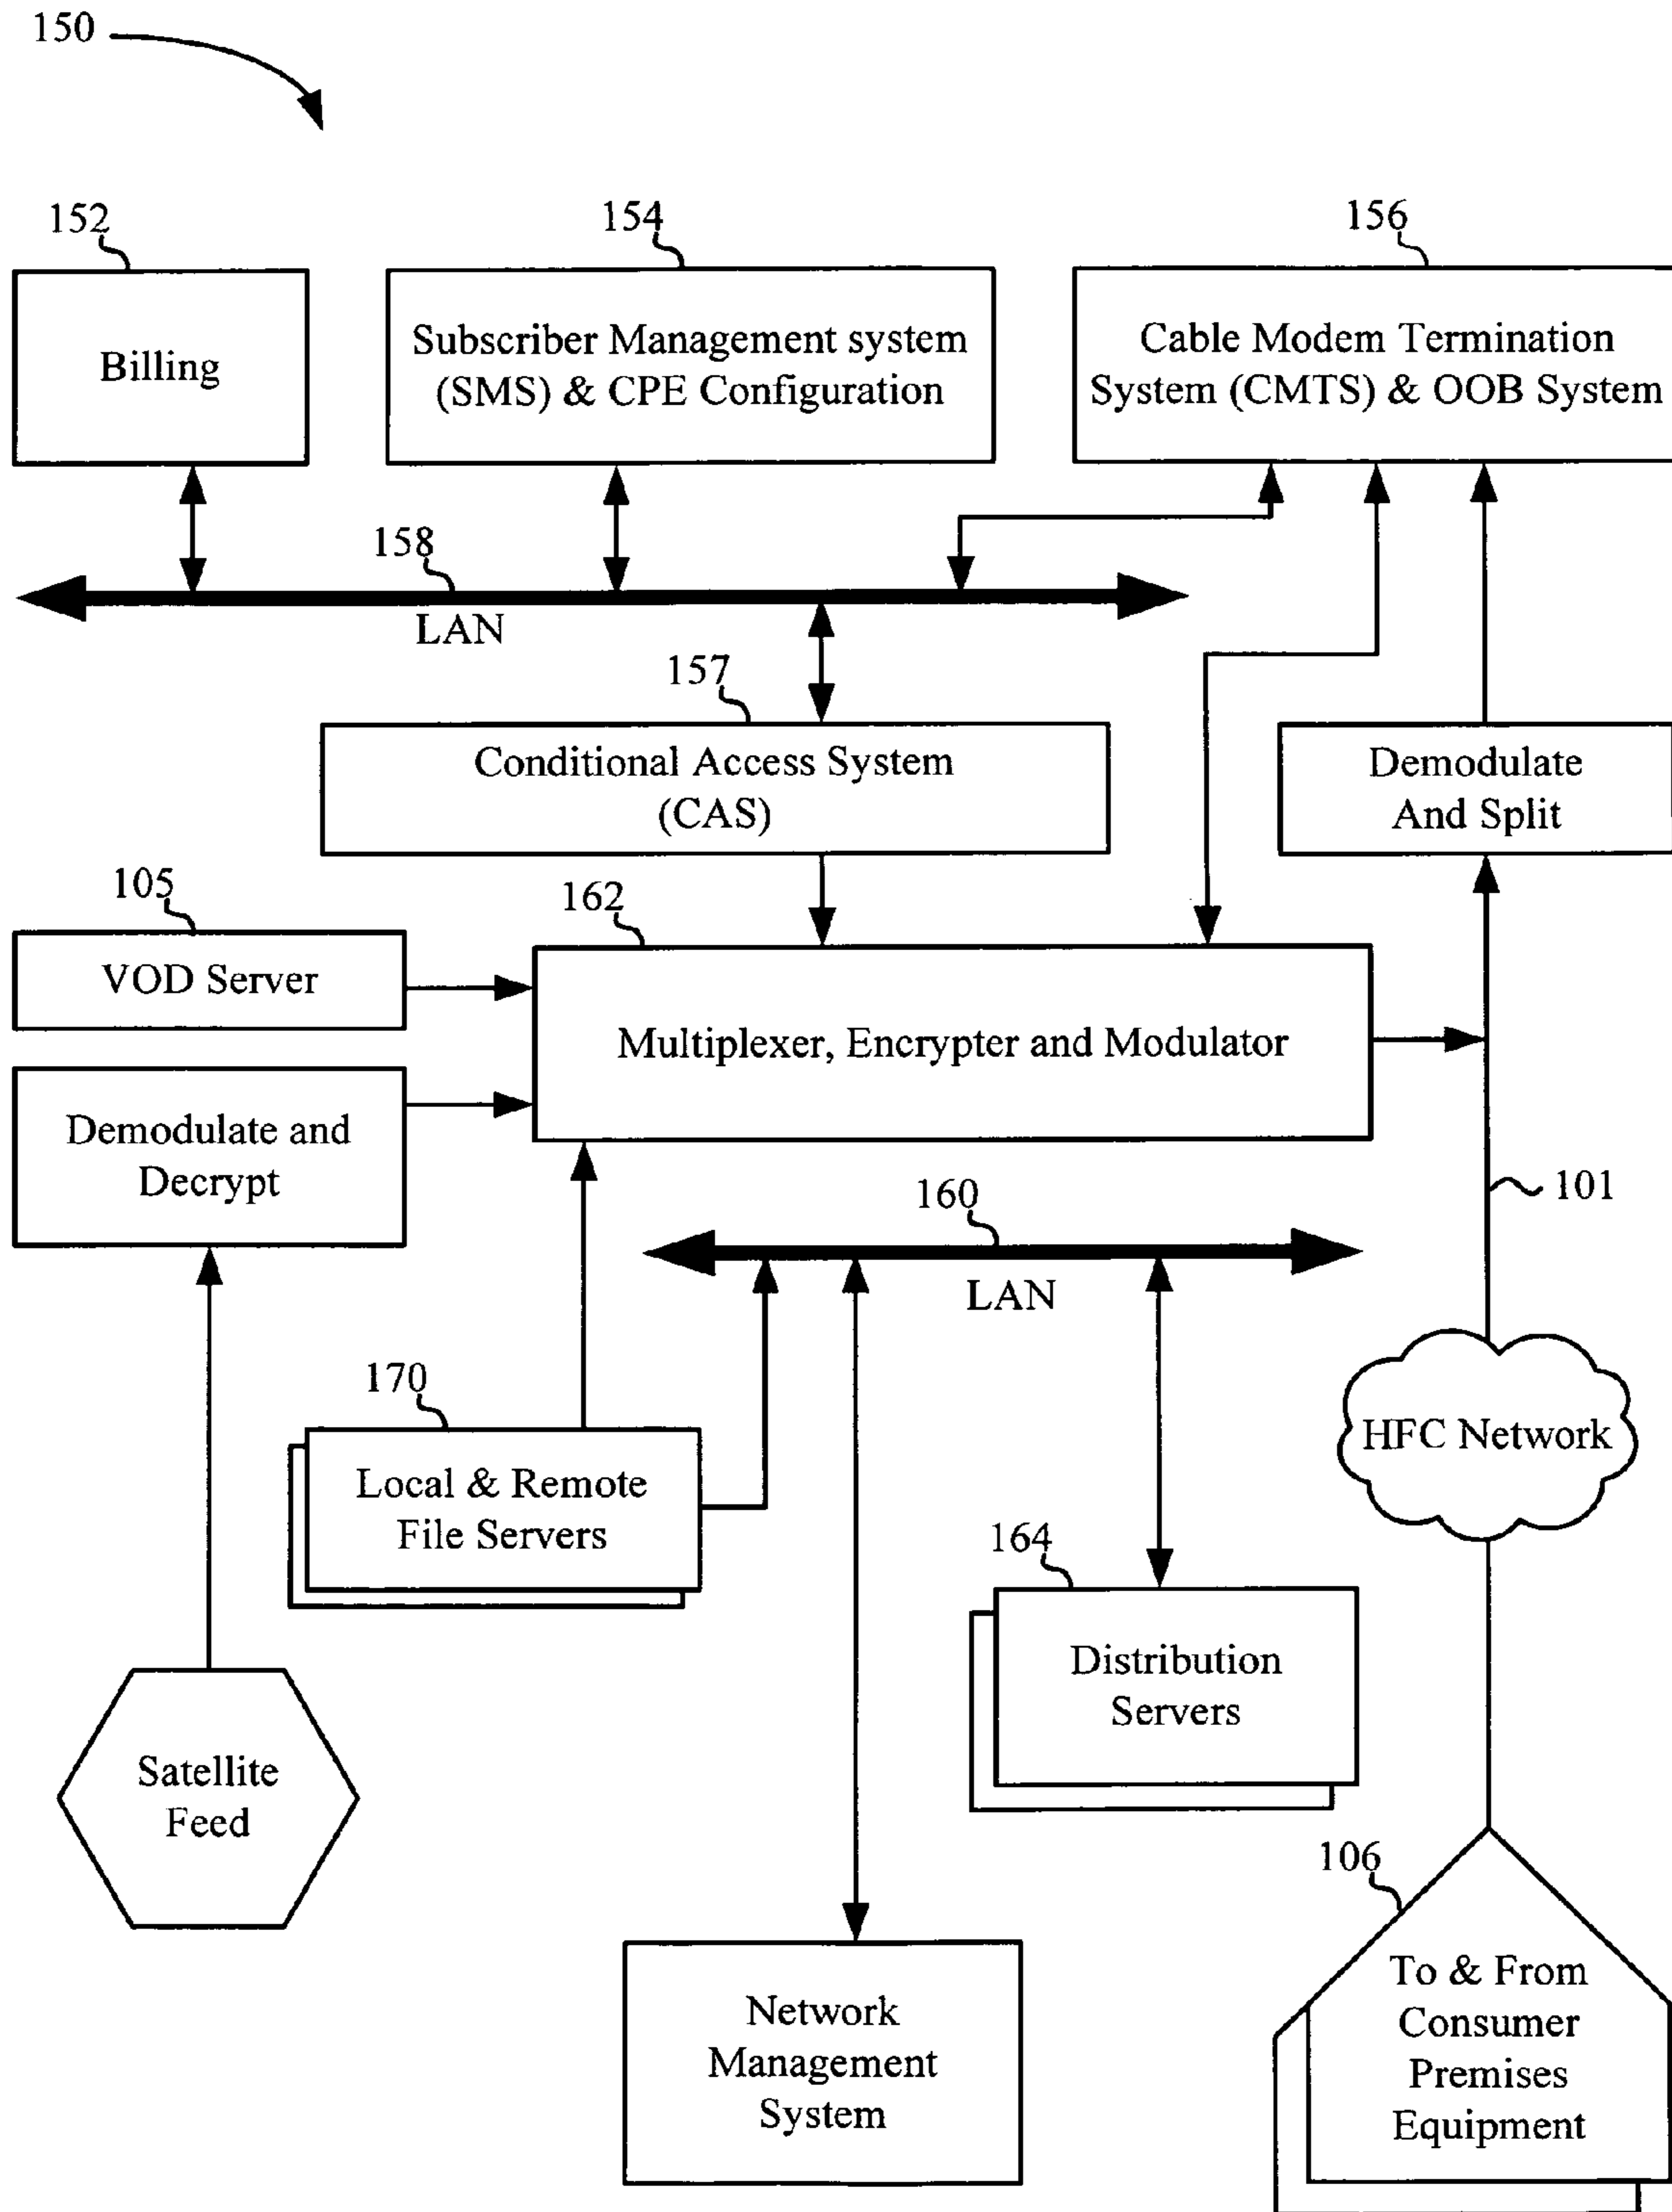 150
152
154
156
Billing
Subscriber Management system
(SMS) & CPE Configuration
Cable Modem Termination
System (CMTS) & OOB System
158
LAN
157
Conditional Access System
(CAS)
Demodulate
And Split
105
162
VOD Server
Multiplexer, Encrypter and Modulator
Demodulate and
Decrypt
160
101
LAN
170
HFC Network
Local & Remote
File Servers
164
Distribution
Servers
Satellite
Feed
106
To & From
Consumer
Premises
Equipment
Network
Management
System